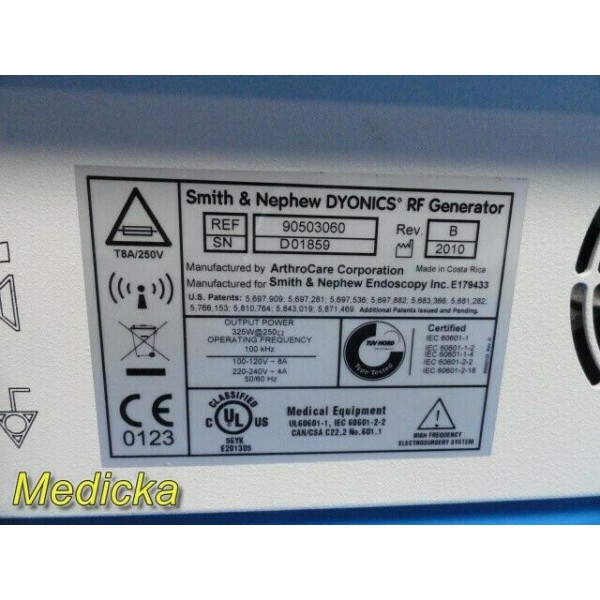 Smith & Nephew DYONICS® RF Generator
REF 90503060 Rev. B
SN D01859 2010
T8A/250V
Manufactured by ArthroCare Corporation Made in Costa Rica
Manufactured for Smith & Nephew Endoscopy Inc. E179433
U.S. Patents: 5,697,909; 5,697,281; 5,697,536; 5,697,882; 5,683,366; 5,681,282;
5,766,153; 5,810,764; 5,843,019; 5,871,469. Additional Patents issued and Pending.
OUTPUT POWER
325W@250Ω
OPERATING FREQUENCY
100 kHz
100-120V ~ 8A
220-240V ~ 4A
50/60 Hz
TUV NORD
Type Tested
Certified
IEC 60601-1
IEC 60601-1-2
IEC 60601-1-4
IEC 60601-2-2
IEC 60601-2-18
CE
0123
CLASSIFIED
C UL US
56YK
E201305
Medical Equipment
UL60601-1, IEC 60601-2-2
CAN/CSA C22.2 No.601.1
HIGH FREQUENCY
ELECTROSURGERY SYSTEM
Medicka